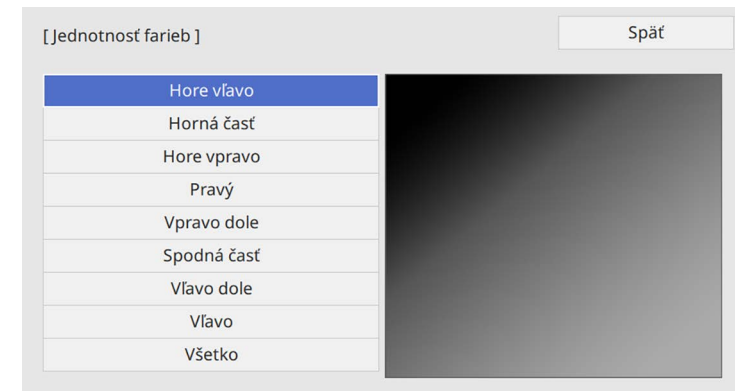 [ Jednotnosť farieb ]
Späť
Hore vľavo
Horná časť
Hore vpravo
Pravý
Vpravo dole
Spodná časť
Vľavo dole
Vľavo
Všetko